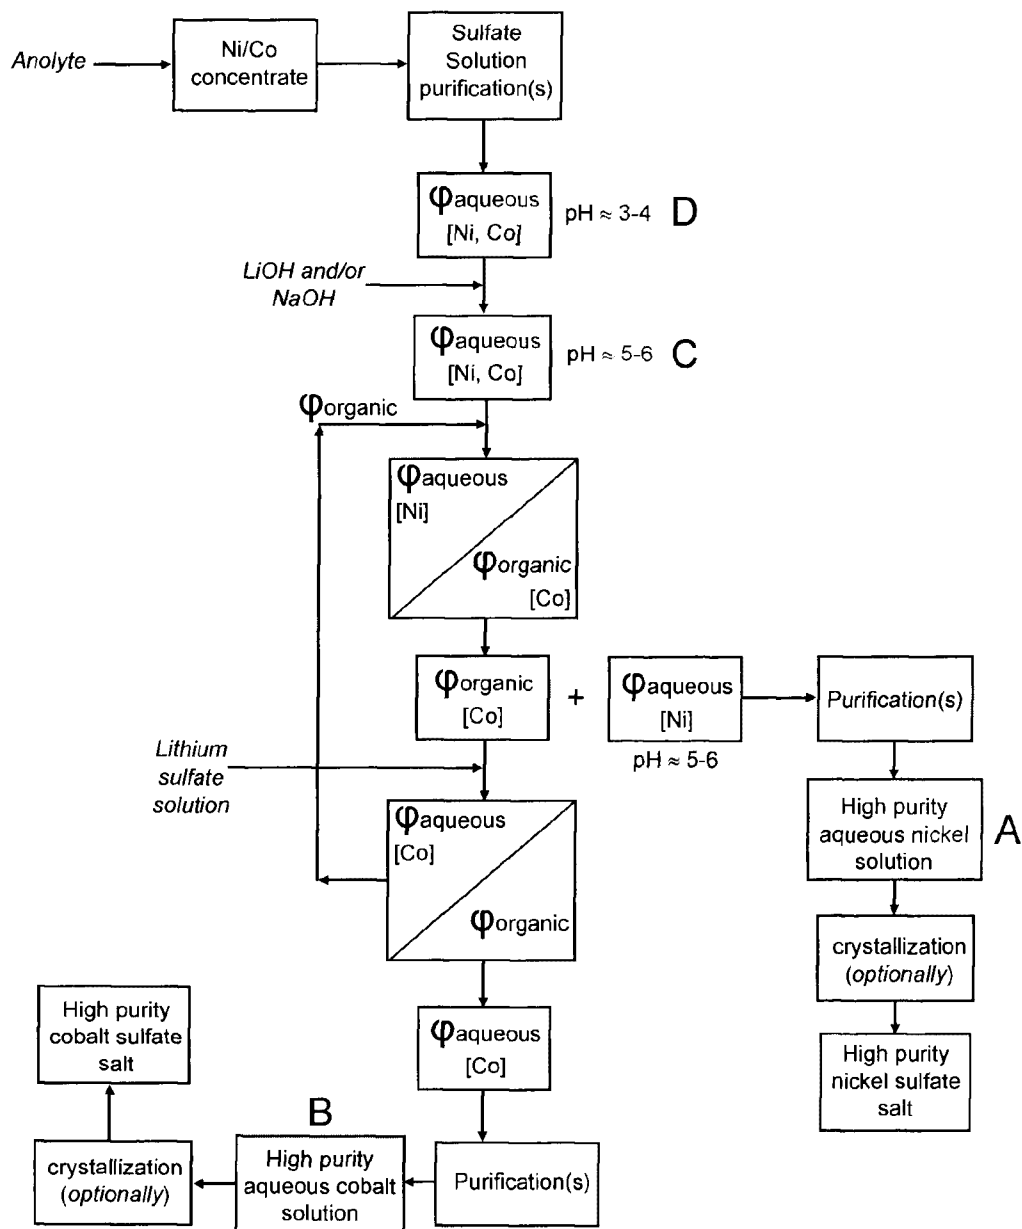 Anolyte
Ni/Co
concentrate
Sulfate
Solution
purification(s)
φaqueous
[Ni, Co]
pH ≈ 3-4
D
LiOH and/or
NaOH
φaqueous
[Ni, Co]
pH ≈ 5-6
C
φorganic
φaqueous
[Ni]
φorganic
[Co]
φorganic
[Co]
+
φaqueous
[Ni]
pH ≈ 5-6
Purification(s)
Lithium
sulfate
solution
High purity
aqueous nickel
solution
A
φaqueous
[Co]
φorganic
crystallization
(optionally)
High purity
nickel sulfate
salt
φaqueous
[Co]
High purity
cobalt sulfate
salt
B
crystallization
(optionally)
High purity
aqueous cobalt
solution
Purification(s)